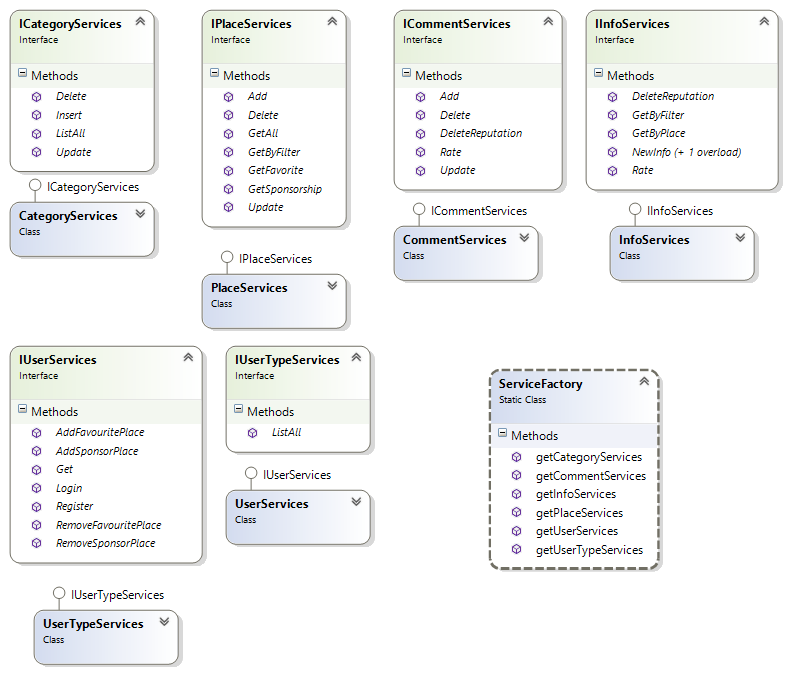 ICategoryServices
Interface
Methods
Delete
Insert
ListAll
Update
ICategoryServices
CategoryServices
Class
IPlaceServices
Interface
Methods
Add
Delete
GetAll
GetByFilter
GetFavorite
GetSponsorship
Update
IPlaceServices
PlaceServices
Class
ICommentServices
Interface
Methods
Add
Delete
DeleteReputation
Rate
Update
ICommentServices
CommentServices
Class
IInfoServices
Interface
Methods
DeleteReputation
GetByFilter
GetByPlace
NewInfo (+ 1 overload)
Rate
IInfoServices
InfoServices
Class
IUserServices
Interface
Methods
AddFavouritePlace
AddSponsorPlace
Get
Login
Register
RemoveFavouritePlace
RemoveSponsorPlace
IUserTypeServices
Interface
Methods
ListAll
IUserServices
UserServices
Class
ServiceFactory
Static Class
Methods
getCategoryServices
getCommentServices
getInfoServices
getPlaceServices
getUserServices
getUserTypeServices
IUserTypeServices
UserTypeServices
Class